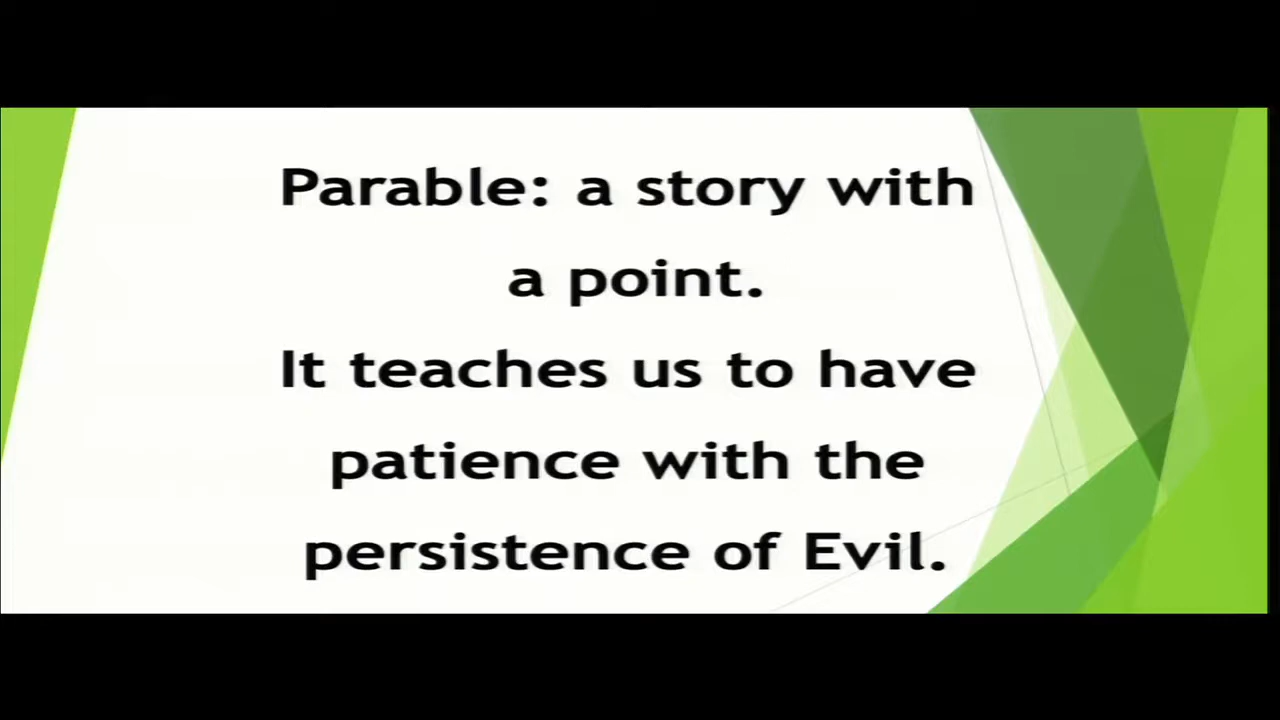 Parable: a story with
a point.
It teaches us to have
patience with the
persistence of Evil.